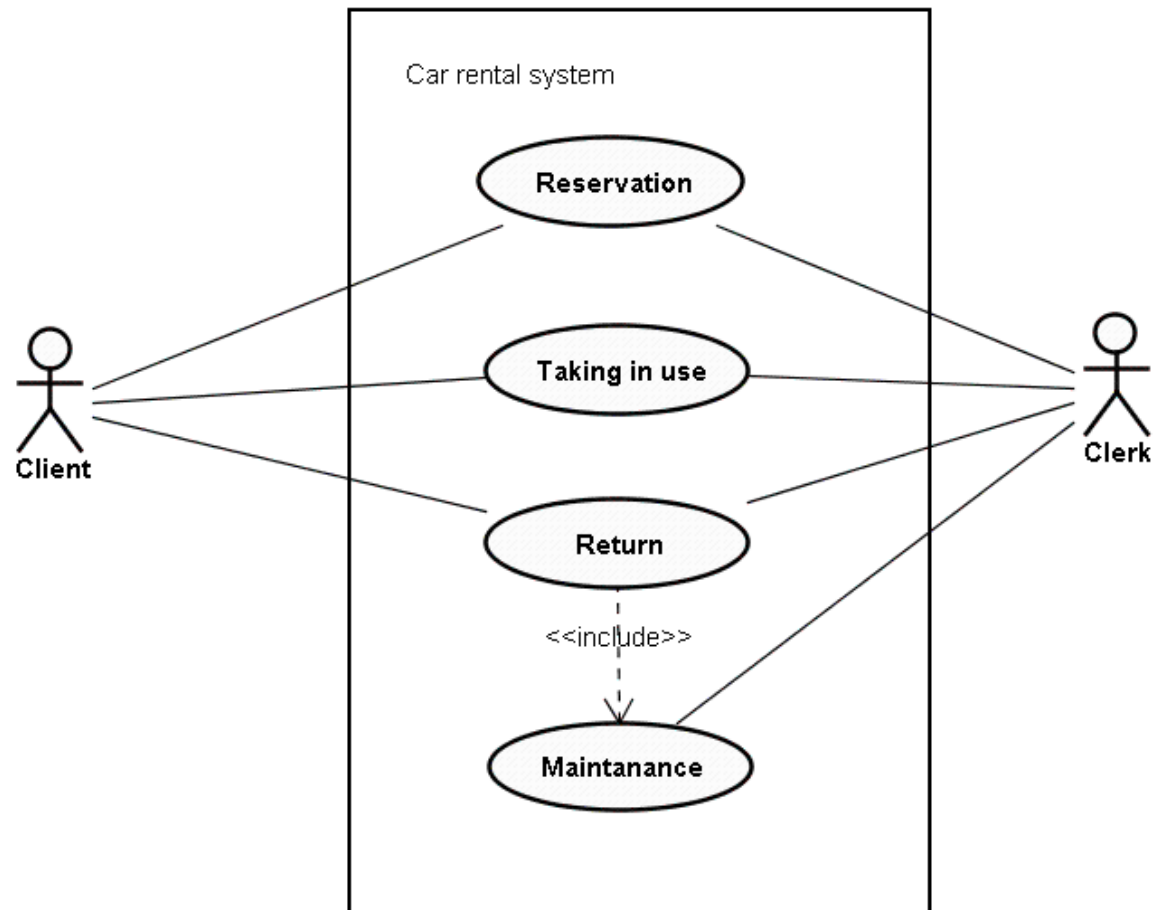 Car rental system
Reservation
Taking in use
Client
Clerk
Return
<<include>>
Maintanance